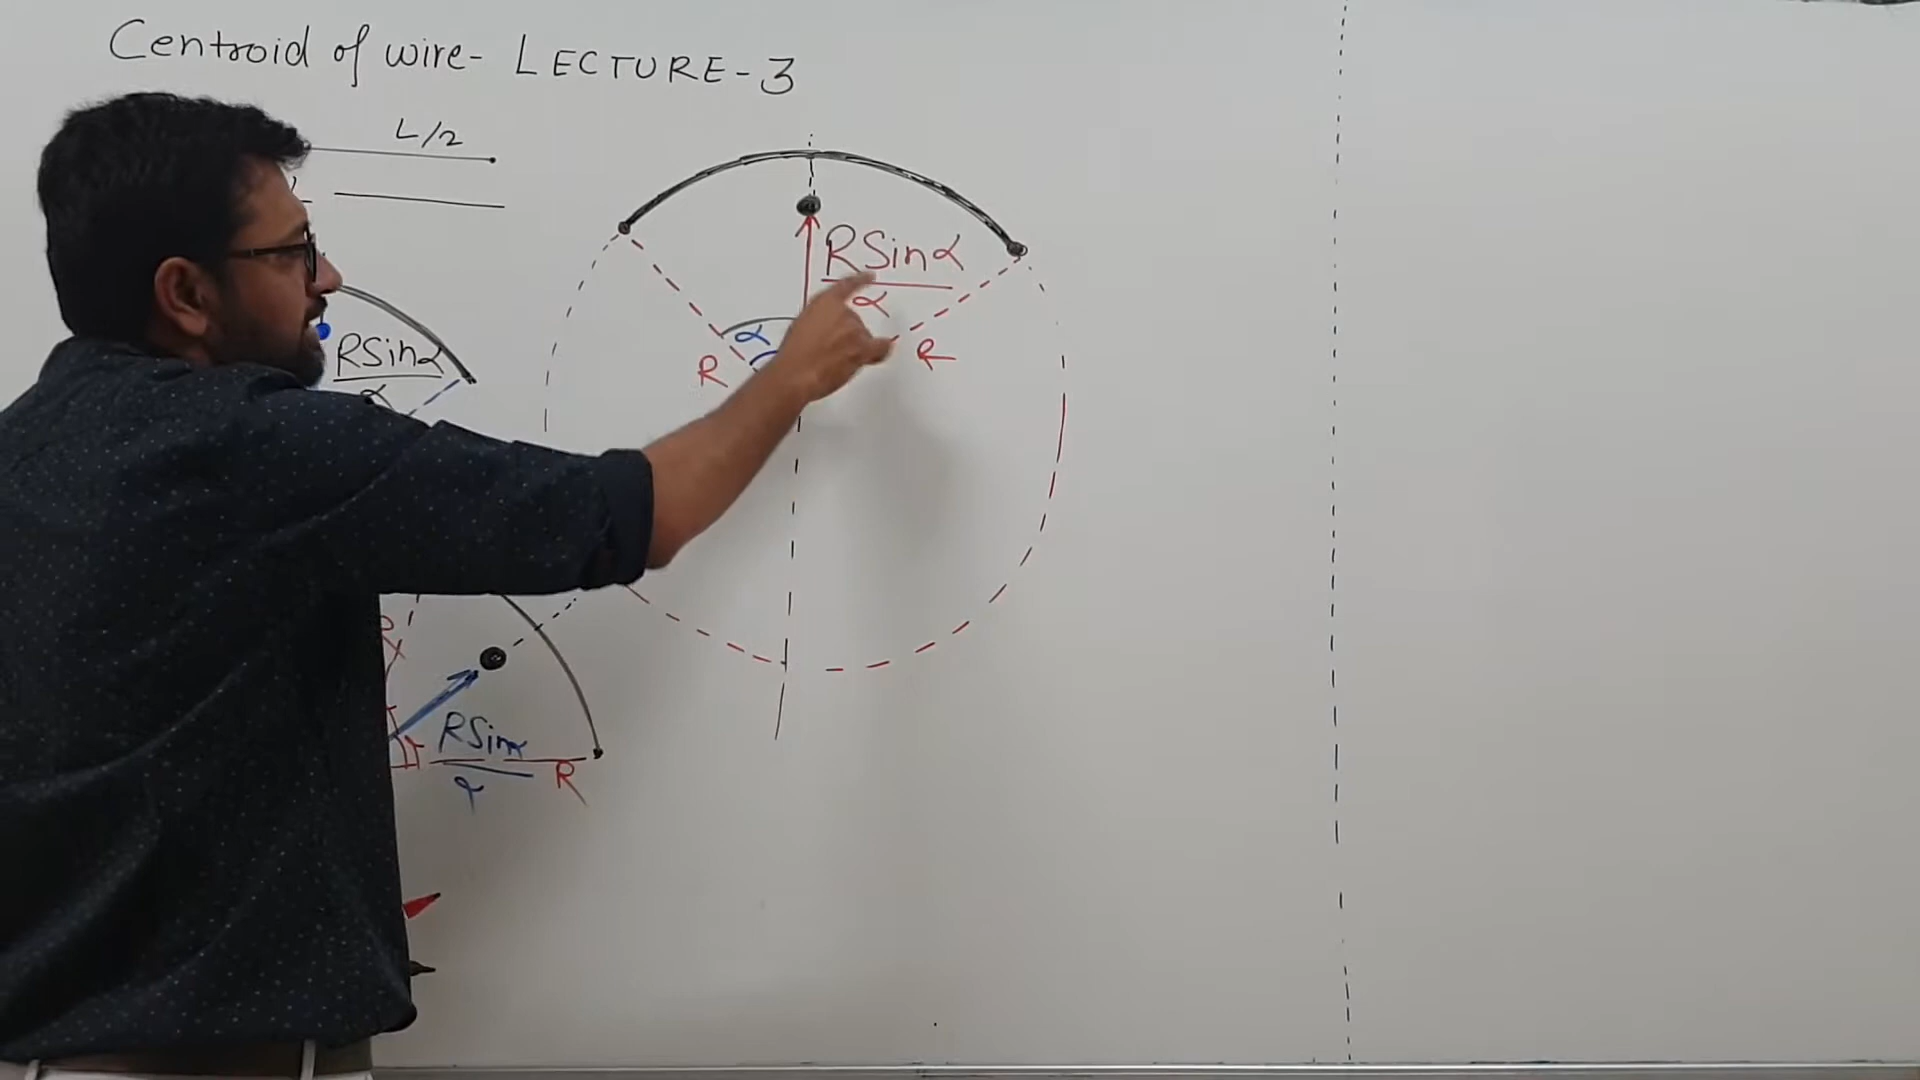 Centroid of wire- LECTURE-3
L/2
RSinα
α
RSinα
α
α
R
R
R
RSinα
α
R